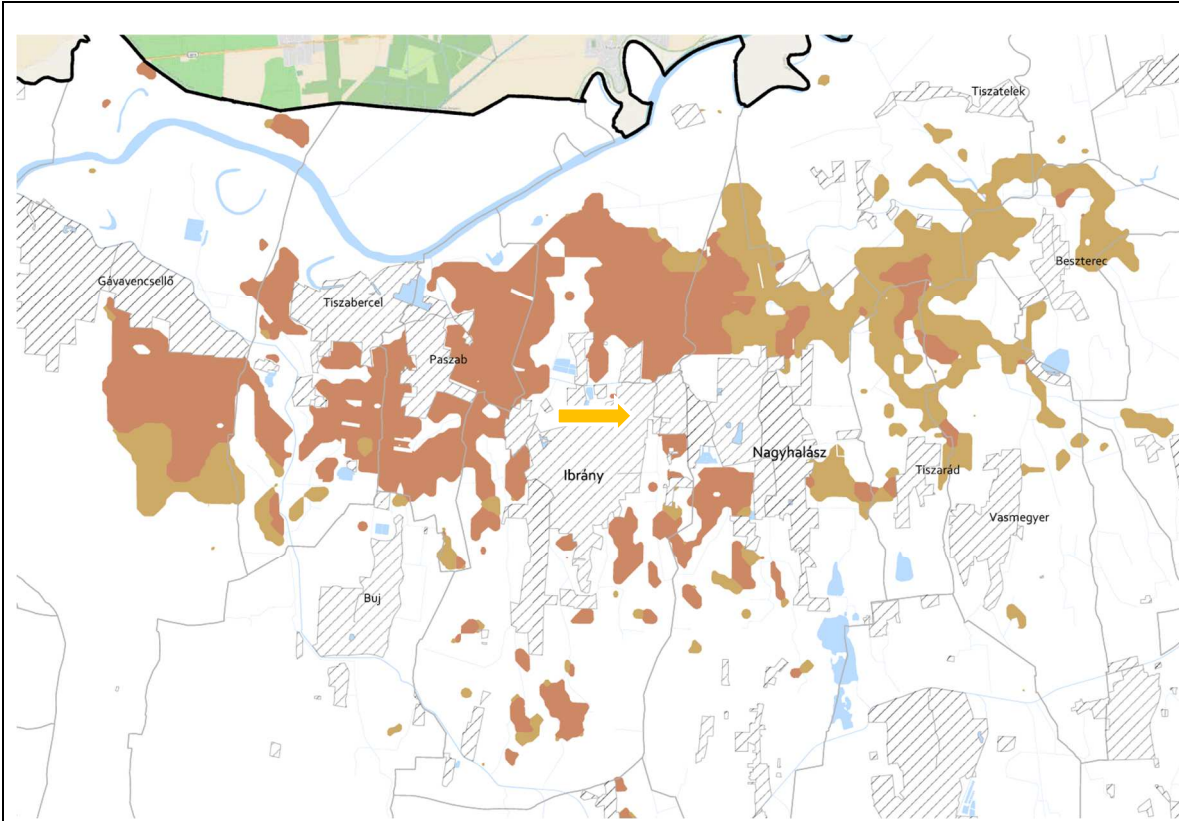 Tiszatelek
Beszterec
Gávavencsellő
Tiszabercel
Paszab
Nagyhalász
Ibrány
Tiszarád
Vasmegyer
Buj